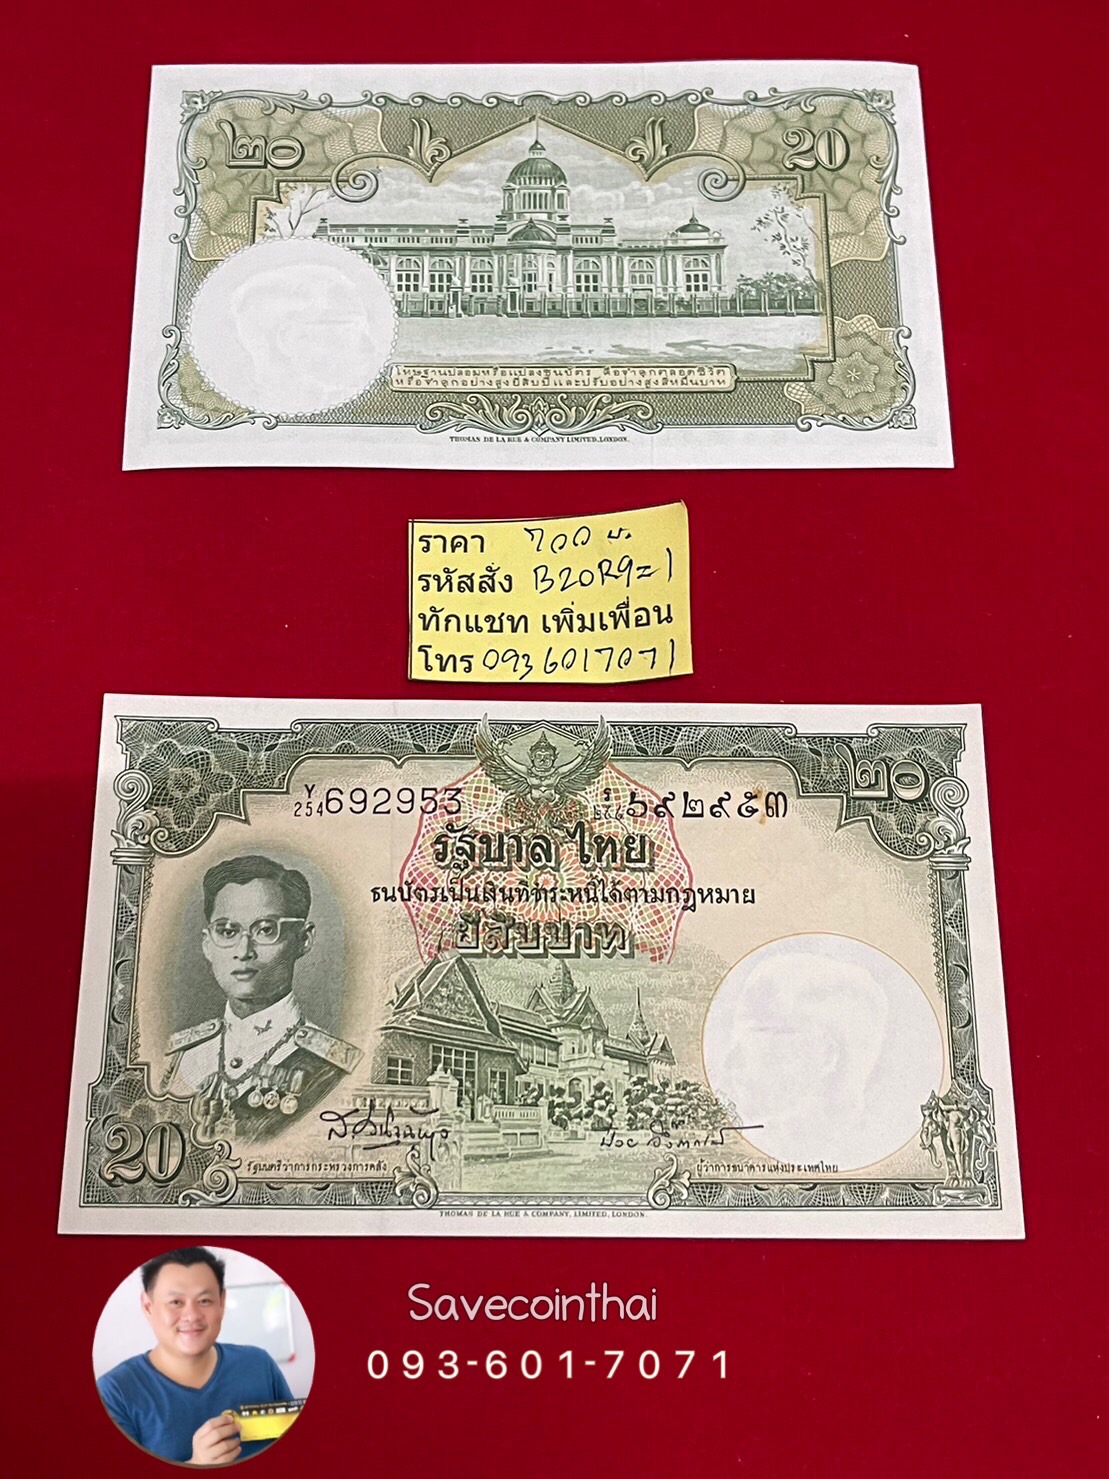 ๒๐ 20
โทษฐานปลอมหรือแปลงธนบัตร คือจำคุกตลอดชีวิต
หรือจำคุกอย่างสูงยี่สิบปี และปรับอย่างสูงสี่หมื่นบาท
THOMAS DE LA RUE & COMPANY LIMITED, LONDON.
ราคา 700 บ.
รหัสสั่ง B20R9=1
ทักแชท เพิ่มเพื่อน
โทร 0936017071
๒๐
Y/254 692953 ๖๙๒๙๕๓
รัฐบาลไทย
ธนบัตรเป็นเงินที่ชำระหนี้ได้ตามกฎหมาย
ยี่สิบบาท
20
รัฐมนตรีว่าการกระทรวงการคลัง ผู้ว่าการธนาคารแห่งประเทศไทย
THOMAS DE LA RUE & COMPANY, LIMITED, LONDON.
Savecointhai
093-601-7071